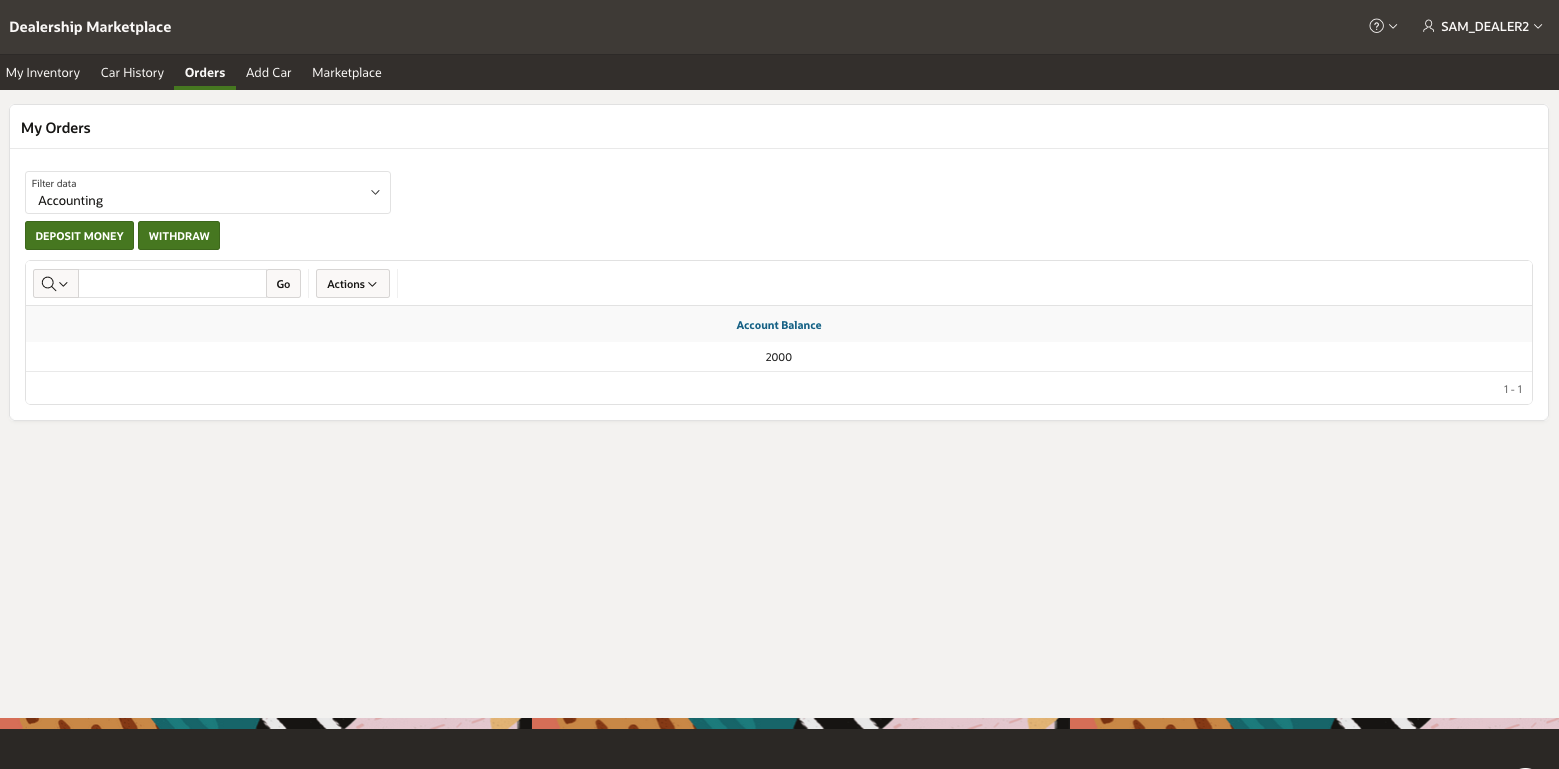 Dealership Marketplace
SAM_DEALER2
My Inventory Car History Orders Add Car Marketplace
My Orders
Filter data
Accounting
DEPOSIT MONEY WITHDRAW
Go Actions
Account Balance
2000
1 - 1